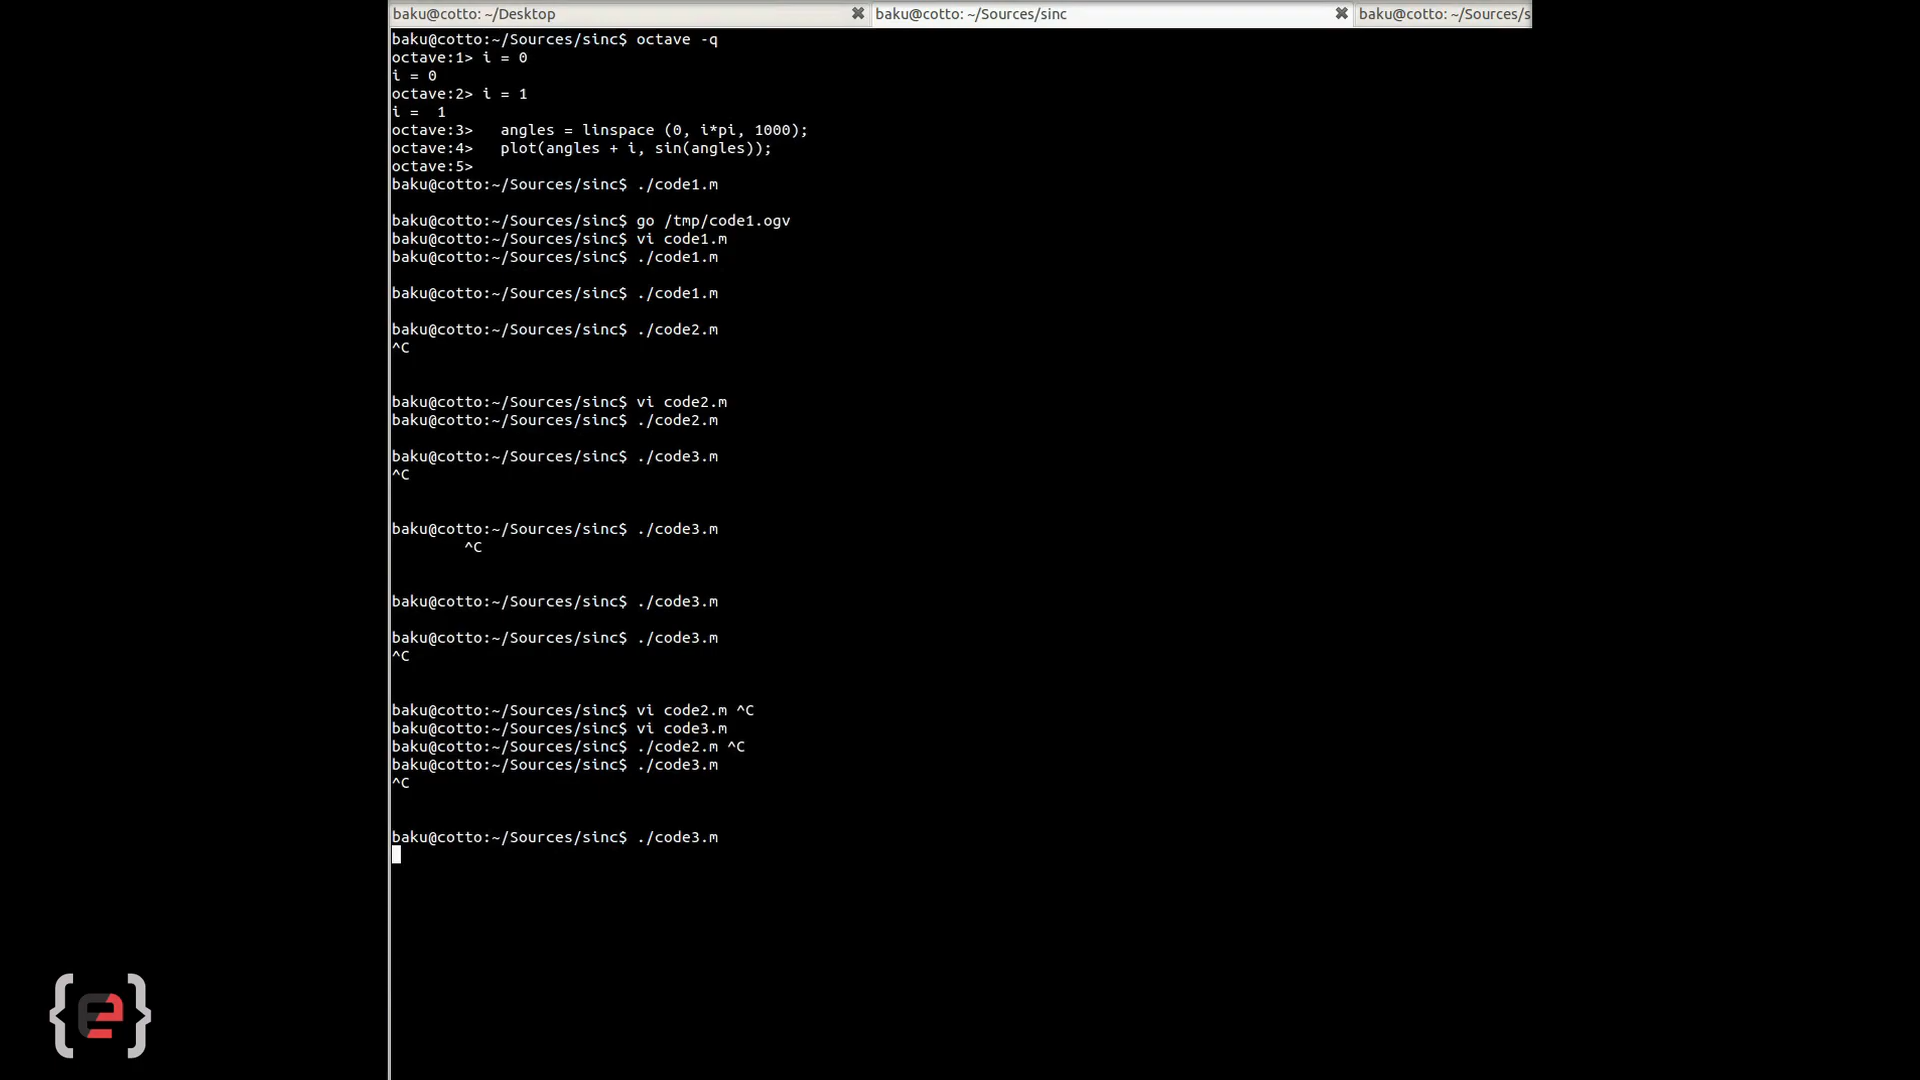 baku@cotto: ~/Desktop
baku@cotto: ~/Sources/sinc
baku@cotto: ~/Sources/s
baku@cotto:~/Sources/sinc$ octave -q
octave:1> i = 0
i = 0
octave:2> i = 1
i =  1
octave:3>   angles = linspace (0, i*pi, 1000);
octave:4>   plot(angles + i, sin(angles));
octave:5>
baku@cotto:~/Sources/sinc$ ./code1.m
baku@cotto:~/Sources/sinc$ go /tmp/code1.ogv
baku@cotto:~/Sources/sinc$ vi code1.m
baku@cotto:~/Sources/sinc$ ./code1.m
baku@cotto:~/Sources/sinc$ ./code1.m
baku@cotto:~/Sources/sinc$ ./code2.m
^C
baku@cotto:~/Sources/sinc$ vi code2.m
baku@cotto:~/Sources/sinc$ ./code2.m
baku@cotto:~/Sources/sinc$ ./code3.m
^C
baku@cotto:~/Sources/sinc$ ./code3.m
^C
baku@cotto:~/Sources/sinc$ ./code3.m
baku@cotto:~/Sources/sinc$ ./code3.m
^C
baku@cotto:~/Sources/sinc$ vi code2.m ^C
baku@cotto:~/Sources/sinc$ vi code3.m
baku@cotto:~/Sources/sinc$ ./code2.m ^C
baku@cotto:~/Sources/sinc$ ./code3.m
^C
baku@cotto:~/Sources/sinc$ ./code3.m
{e}